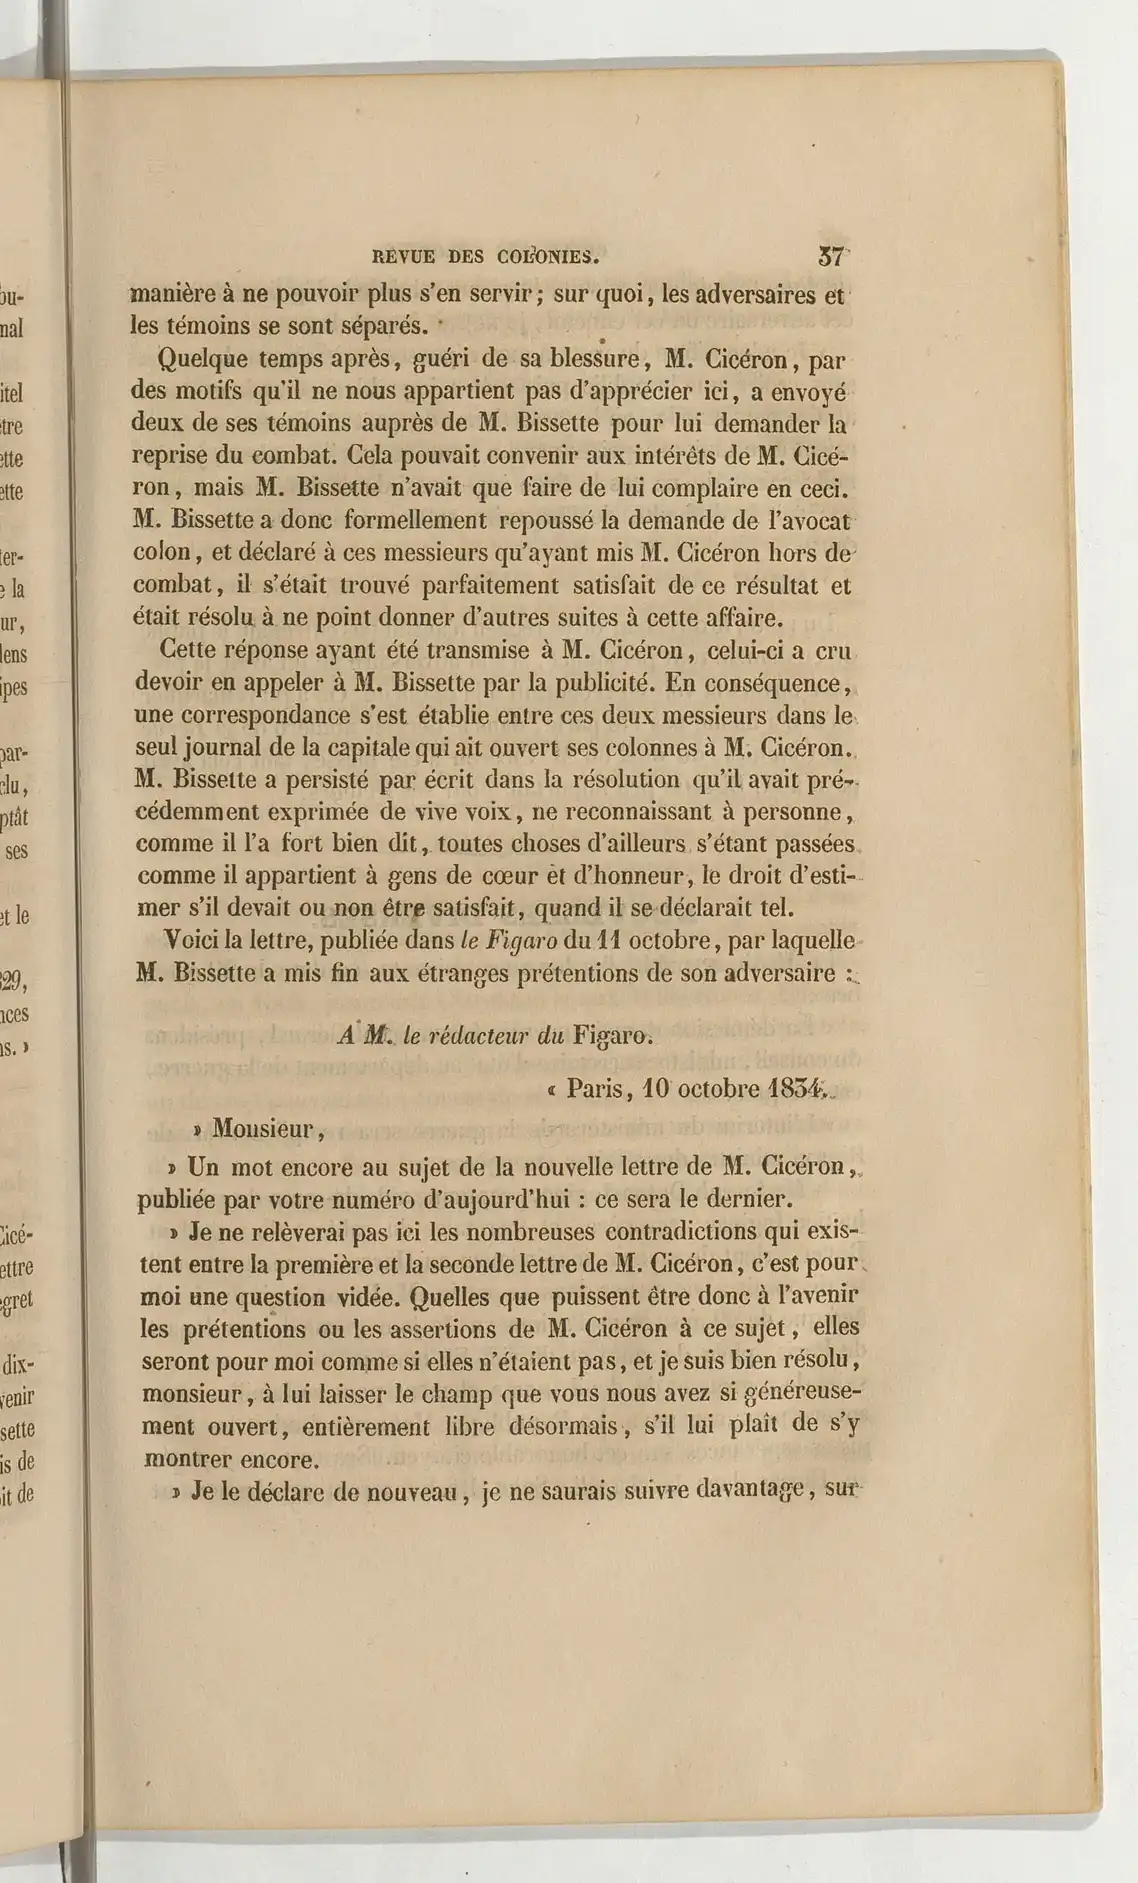 REVUE DES COLONIES. 37
manière à ne pouvoir plus s'en servir; sur quoi, les adversaires et
les témoins se sont séparés.
Quelque temps après, guéri de sa blessure, M. Cicéron, par
des motifs qu'il ne nous appartient pas d'apprécier ici, a envoyé
deux de ses témoins auprès de M. Bissette pour lui demander la
reprise du combat. Cela pouvait convenir aux intérêts de M. Cicé-
ron, mais M. Bissette n'avait que faire de lui complaire en ceci.
M. Bissette a donc formellement repoussé la demande de l'avocat
colon, et déclaré à ces messieurs qu'ayant mis M. Cicéron hors de
combat, il s'était trouvé parfaitement satisfait de ce résultat et
était résolu à ne point donner d'autres suites à cette affaire.
Cette réponse ayant été transmise à M. Cicéron, celui-ci a cru
devoir en appeler à M. Bissette par la publicité. En conséquence,
une correspondance s'est établie entre ces deux messieurs dans le
seul journal de la capitale qui ait ouvert ses colonnes à M. Cicéron.
M. Bissette a persisté par écrit dans la résolution qu'il avait pré-
cédemment exprimée de vive voix, ne reconnaissant à personne,
comme il l'a fort bien dit, toutes choses d'ailleurs s'étant passées
comme il appartient à gens de cœur èt d'honneur, le droit d'esti-
mer s'il devait ou non être satisfait, quand il se déclarait tel.
Voici la lettre, publiée dans le Figaro du 11 octobre, par laquelle
M. Bissette a mis fin aux étranges prétentions de son adversaire :
A M. le rédacteur du Figaro.
« Paris, 10 octobre 1834.
» Monsieur,
» Un mot encore au sujet de la nouvelle lettre de M. Cicéron,
publiée par votre numéro d'aujourd'hui : ce sera le dernier.
» Je ne relèverai pas ici les nombreuses contradictions qui exis-
tent entre la première et la seconde lettre de M. Cicéron, c'est pour
moi une question vidée. Quelles que puissent être donc à l'avenir
les prétentions ou les assertions de M. Cicéron à ce sujet, elles
seront pour moi comme si elles n'étaient pas, et je suis bien résolu,
monsieur, à lui laisser le champ que vous nous avez si généreuse-
ment ouvert, entièrement libre désormais, s'il lui plaît de s'y
montrer encore.
» Je le déclare de nouveau, je ne saurais suivre davantage, sur